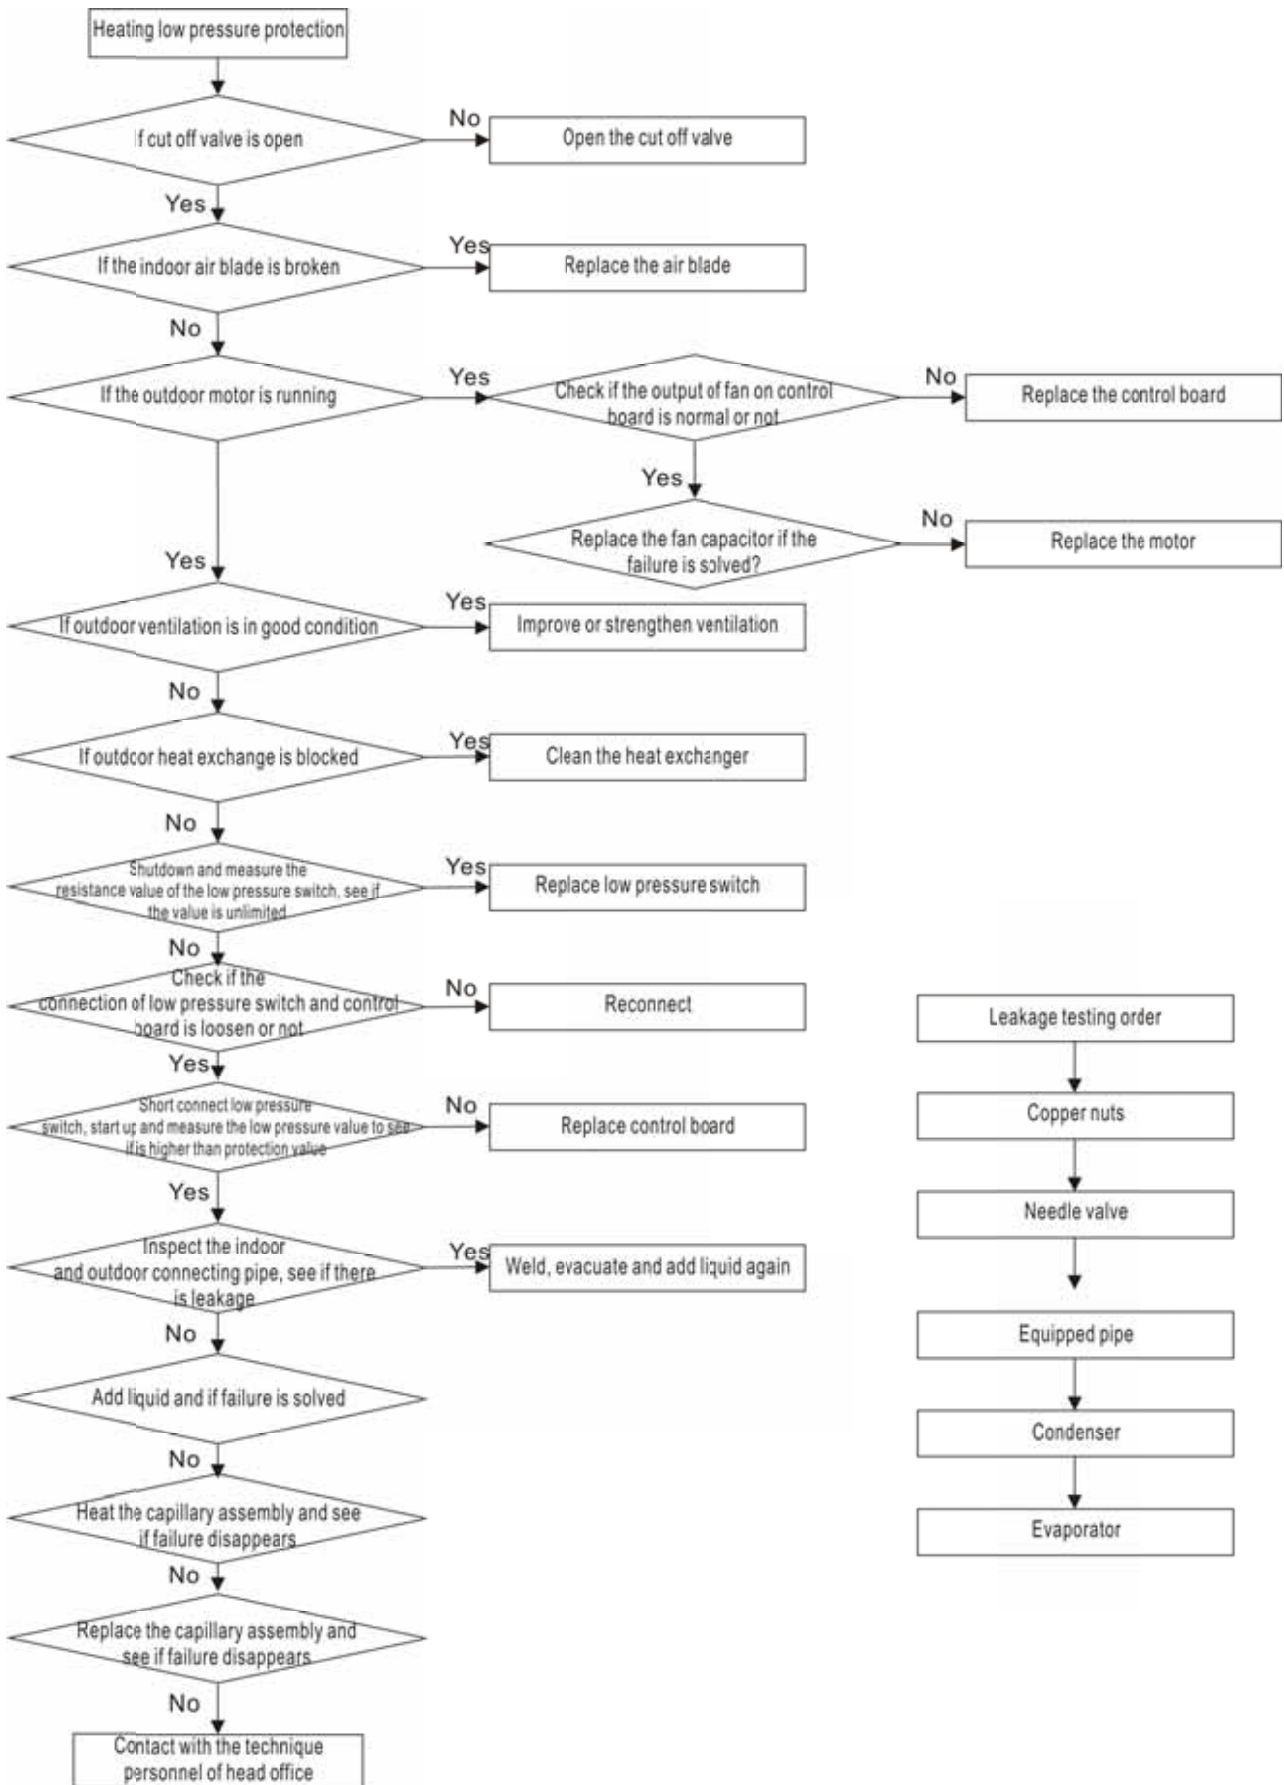 Heating low pressure protection
If cut off valve is open
No
Open the cut off valve
Yes
If the indoor air blade is broken
Yes
Replace the air blade
No
If the outdoor motor is running
Yes
Check if the output of fan on control
board is normal or not
No
Replace the control board
Yes
Replace the fan capacitor if the
failure is solved?
No
Replace the motor
Yes
If outdoor ventilation is in good condition
Yes
Improve or strengthen ventilation
No
If outdoor heat exchange is blocked
Yes
Clean the heat exchanger
No
Shutdown and measure the
resistance value of the low pressure switch, see if
the value is unlimited
Yes
Replace low pressure switch
No
Check if the
connection of low pressure switch and control
board is loosen or not
No
Reconnect
Yes
Short connect low pressure
switch, start up and measure the low pressure value to see
if is higher than protection value
No
Replace control board
Yes
Inspect the indoor
and outdoor connecting pipe, see if there
is leakage
Yes
Weld, evacuate and add liquid again
No
Add liquid and if failure is solved
No
Heat the capillary assembly and see
if failure disappears
No
Replace the capillary assembly and
see if failure disappears
No
Contact with the technique
personnel of head office
Leakage testing order
Copper nuts
Needle valve
Equipped pipe
Condenser
Evaporator